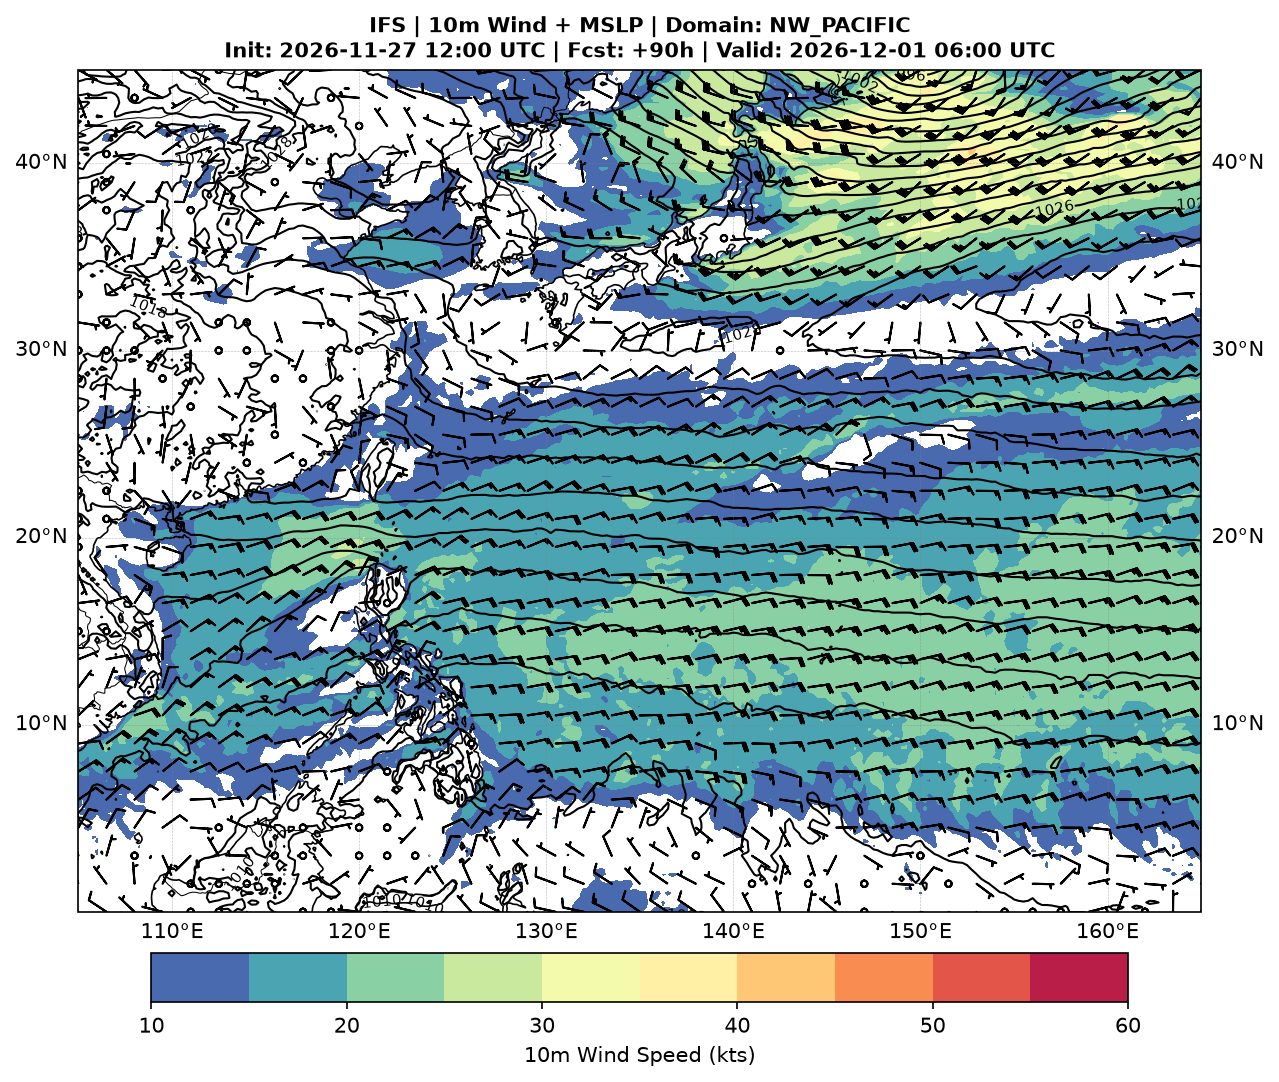 IFS | 10m Wind + MSLP | Domain: NW_PACIFIC
Init: 2026-11-27 12:00 UTC | Fcst: +90h | Valid: 2026-12-01 06:00 UTC
1002
1018
1026
1018
40°N
40°N
30°N
30°N
20°N
20°N
10°N
10°N
110°E
120°E
130°E
140°E
150°E
160°E
10
20
30
40
50
60
10m Wind Speed (kts)